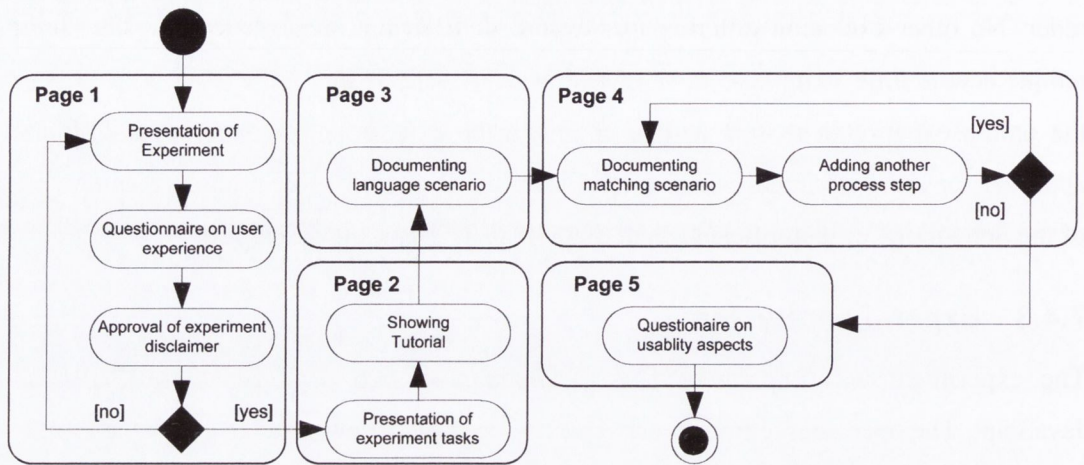 Page 1
Presentation of
Experiment
Questionnaire on user
experience
Approval of experiment
disclaimer
[no]
[yes]
Page 2
Showing
Tutorial
Presentation of
experiment tasks
Page 3
Documenting
language scenario
Page 4
Documenting
matching scenario
Adding another
process step
[yes]
[no]
Page 5
Questionaire on
usablity aspects